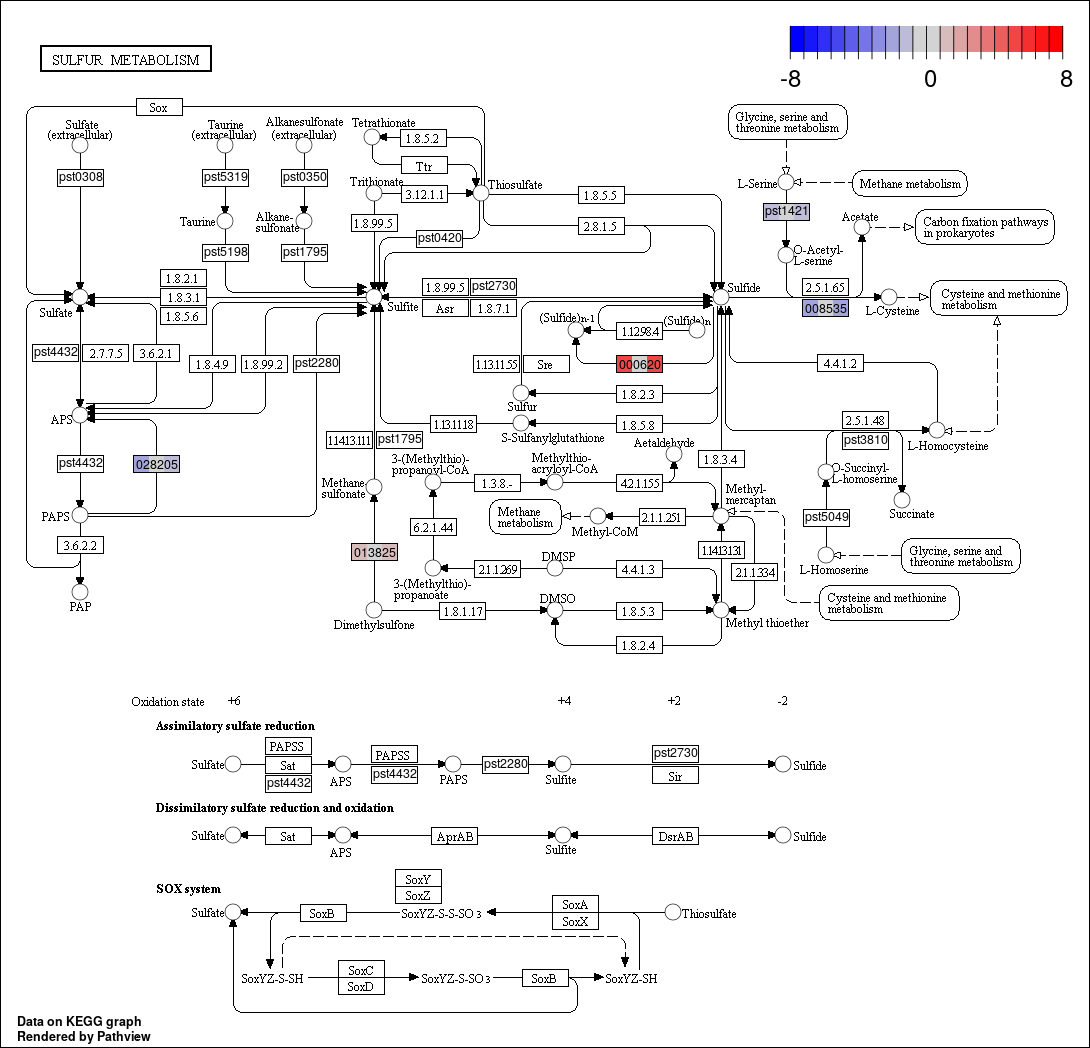 SULFUR METABOLISM
-8
0
8
Sox
Sulfate
(extracellular)
Taurine
(extracellular)
Alkanesulfonate
(extracellular)
Tetrathionate
1.8.5.2
Ttr
Glycine, serine and
threonine metabolism
pst0308
pst5319
pst0350
Trithionate
3.12.1.1
Thiosulfate
1.8.5.5
L-Serine
Methane metabolism
Taurine
Alkane-
sulfonate
1.8.99.5
pst0420
2.8.1.5
pst1421
Acetate
Carbon fixation pathways
in prokaryotes
pst5198
pst1795
O-Acetyl-
L-serine
1.8.2.1
1.8.3.1
1.8.5.6
1.8.99.5
pst2730
Asr
1.8.7.1
Sulfate
Sulfite
Sulfide
2.5.1.65
008535
L-Cysteine
Cysteine and methionine
metabolism
(Sulfide)n-1
1.12.98.4
(Sulfide)n
pst4432
2.7.7.5
3.6.2.1
1.8.4.9
1.8.99.2
pst2280
1.13.11.55
Sre
000620
4.4.1.2
1.8.2.3
Sulfur
APS
1.13.11.18
1.8.5.8
S-Sulfanylglutathione
2.5.1.48
pst3810
L-Homocysteine
1.14.13.111
pst1795
Aetaldehyde
pst4432
028205
3-(Methylthio)-
propanoyl-CoA
Methylthio-
acryloyl-CoA
1.8.3.4
O-Succinyl-
L-homoserine
Methane
sulfonate
1.3.8.-
4.2.1.155
Methyl-
mercaptan
Succinate
PAPS
6.2.1.44
Methane
metabolism
Methyl-CoM
2.1.1.251
pst5049
3.6.2.2
013825
1.14.13.131
L-Homoserine
Glycine, serine and
threonine metabolism
3-(Methylthio)-
propanoate
2.1.1.269
DMSP
4.4.1.3
2.1.1.334
PAP
Dimethylsulfone
1.8.1.17
DMSO
1.8.5.3
Methyl thioether
Cysteine and methionine
metabolism
1.8.2.4
Oxidation state
+6
+4
+2
-2
Assimilatory sulfate reduction
Sulfate
PAPSS
Sat
pst4432
APS
PAPSS
pst4432
PAPS
pst2280
Sulfite
pst2730
Sir
Sulfide
Dissimilatory sulfate reduction and oxidation
Sulfate
Sat
APS
AprAB
Sulfite
DsrAB
Sulfide
SOX system
SoxY
SoxZ
Sulfate
SoxB
SoxYZ-S-S-SO 3
SoxA
SoxX
Thiosulfate
SoxYZ-S-SH
SoxC
SoxD
SoxYZ-S-SO 3
SoxB
SoxYZ-SH
Data on KEGG graph
Rendered by Pathview